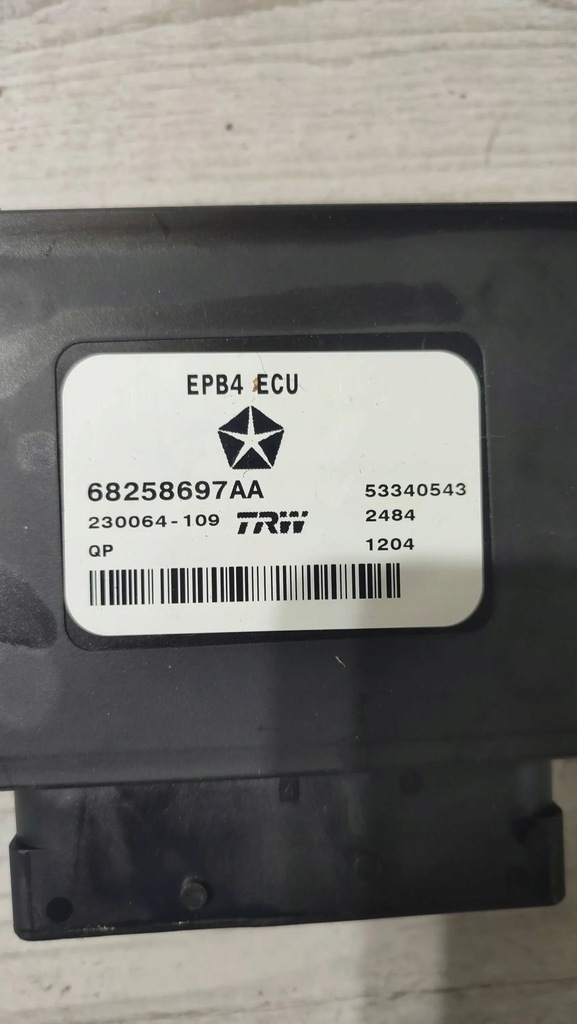 EPB4 ECU
68258697AA 53340543
230064-109 TRW 2484
QP 1204